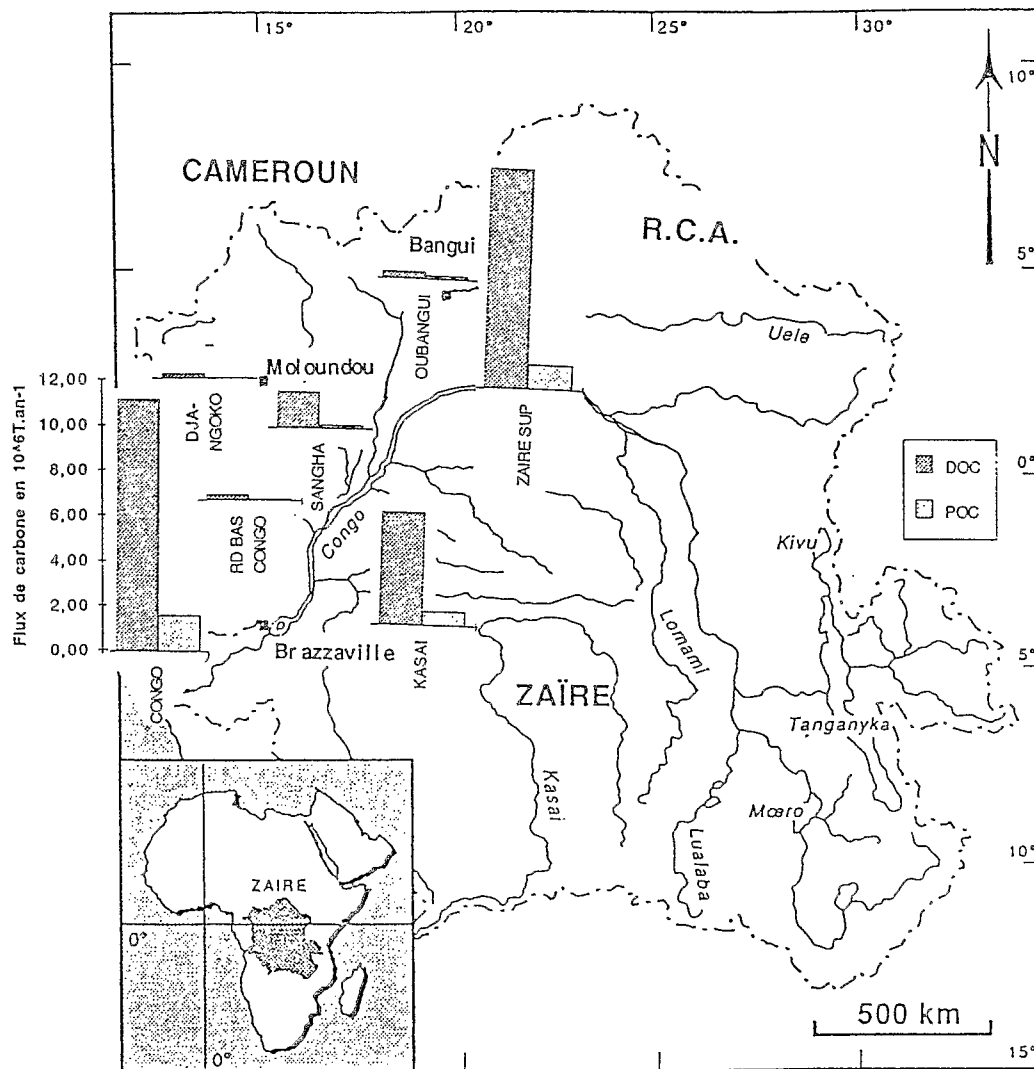 15°
20°
25°
30°
10°
N
CAMEROUN
Bangui
R.C.A.
5°
OUBANGUI
Uele
Moloundou
12,00
DJA-
NGOKO
10,00
SANGHA
ZAIRE SUP
DOC
0°
8,00
POC
6,00
RD BAS
CONGO
Congo
Kivu
4,00
Flux de carbone en 10^6T.an-1
2,00
Lomami
0,00
Brazzaville
KASAI
5°
CONGO
ZAÏRE
Tanganyka
Kasai
Mœro
Lualaba
10°
ZAIRE
0°
500 km
0°
15°